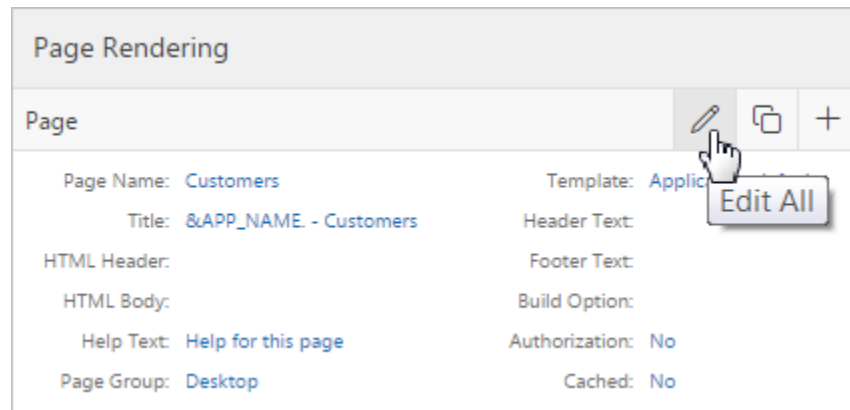 Page Rendering
Page
Page Name: Customers
Template:
Edit All
Title: &APP_NAME. - Customers
Header Text:
HTML Header:
Footer Text:
HTML Body:
Build Option:
Help Text: Help for this page
Authorization: No
Page Group: Desktop
Cached: No